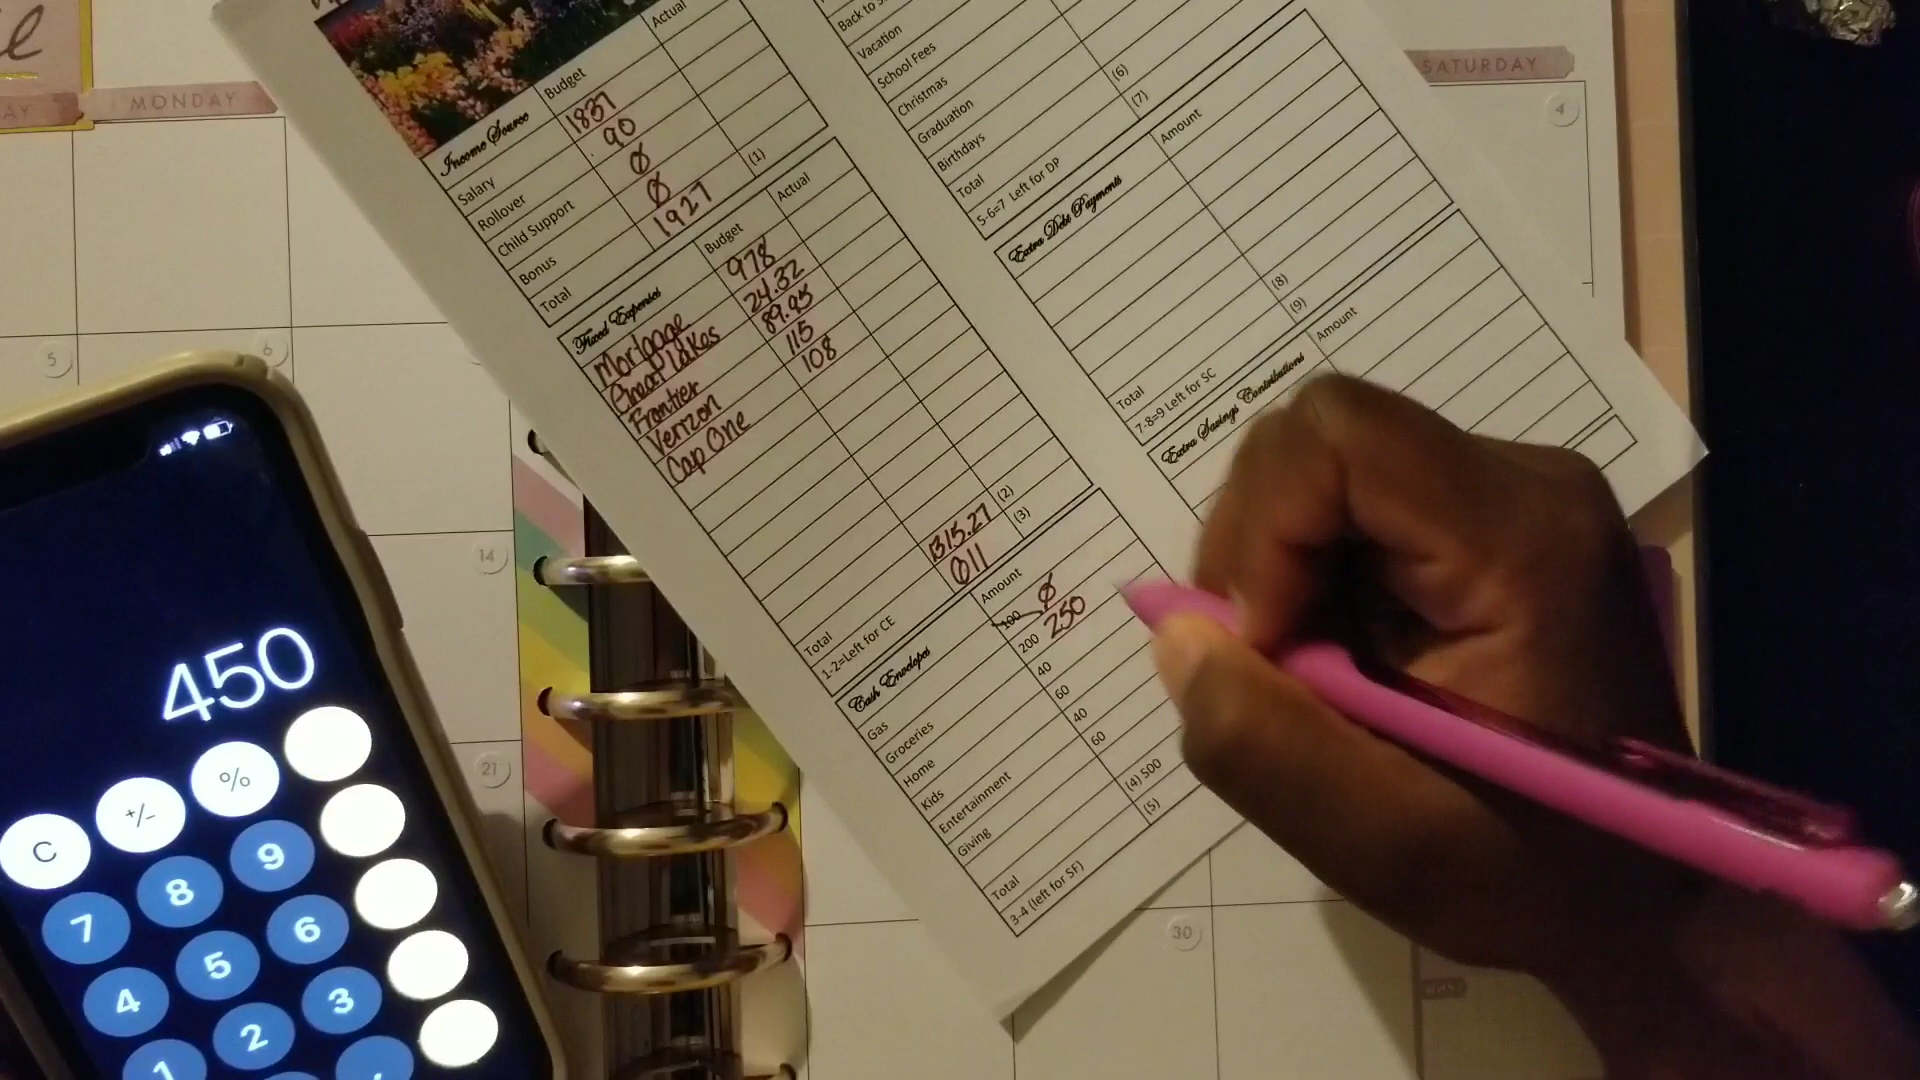 MONDAY
SATURDAY
4
5
6
14
21
30
Budget
Actual
Income Source
Salary 1837
Rollover 90
Child Support Ø
Bonus Ø
Total 1927 (1)
Fixed Expenses Budget Actual
Mortgage 978
Great Lakes 24.32
Frontier 89.95
Verizon 115
Cap One 108
Total 1315.27 (2)
1-2=Left for CE 611 (3)
Cash Envelopes Amount
Gas 100 Ø
Groceries 200 250
Home 40
Kids 60
Entertainment 40
Giving 60
Total (4) 500
3-4 (left for SF) (5)
Back to
Vacation
School Fees
Christmas
Graduation
Birthdays
Total (6)
5-6=7 Left for DP (7)
Extra Debt Payments Amount
Total (8)
7-8=9 Left for SC (9)
Extra Savings Contributions Amount
450
C +/- %
7 8 9
4 5 6
1 2 3